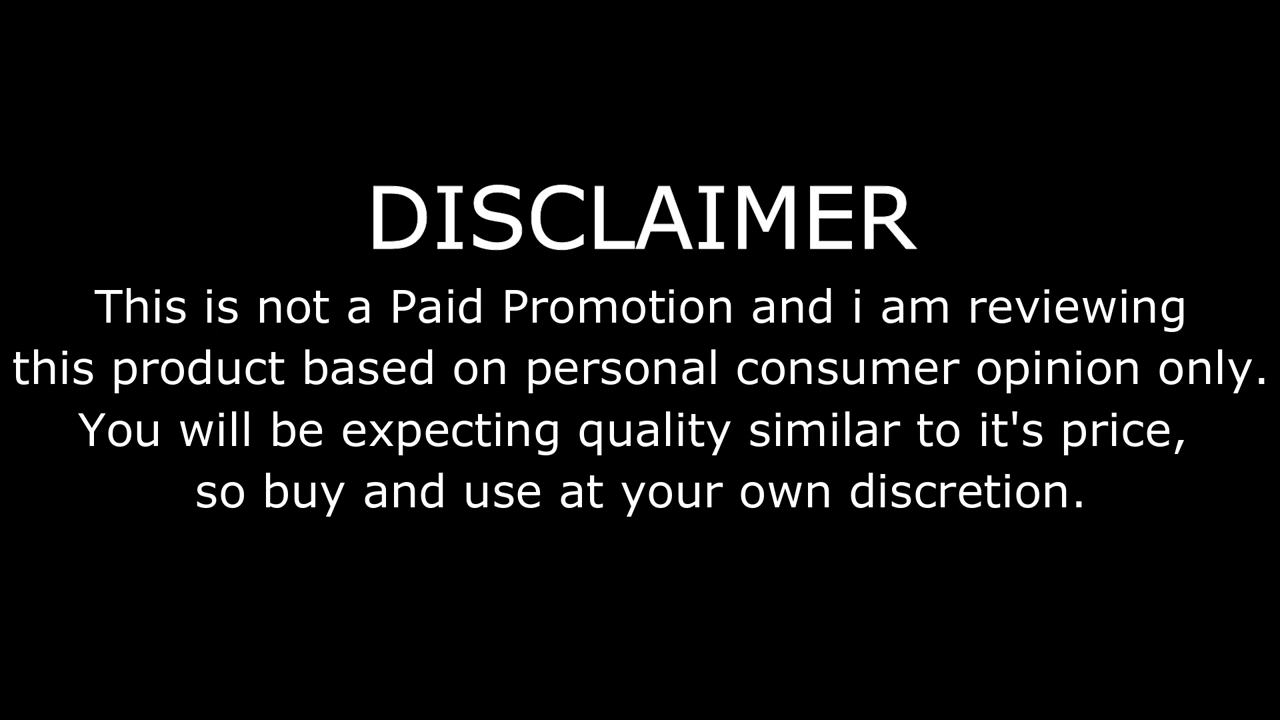 DISCLAIMER
This is not a Paid Promotion and i am reviewing
this product based on personal consumer opinion only.
You will be expecting quality similar to it's price,
so buy and use at your own discretion.